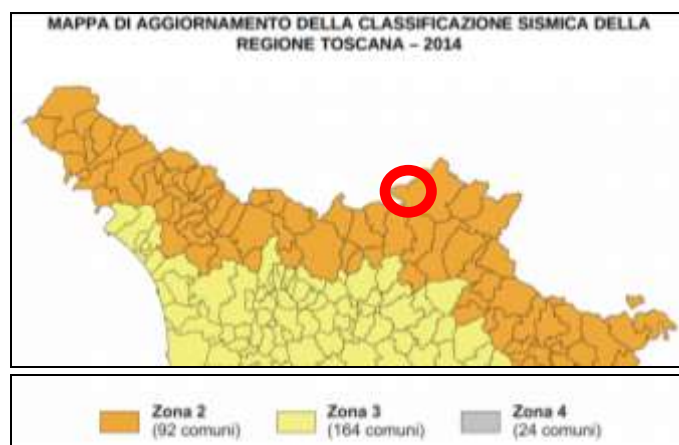 MAPPA DI AGGIORNAMENTO DELLA CLASSIFICAZIONE SISMICA DELLA
REGIONE TOSCANA – 2014
Zona 2
(92 comuni)
Zona 3
(164 comuni)
Zona 4
(24 comuni)